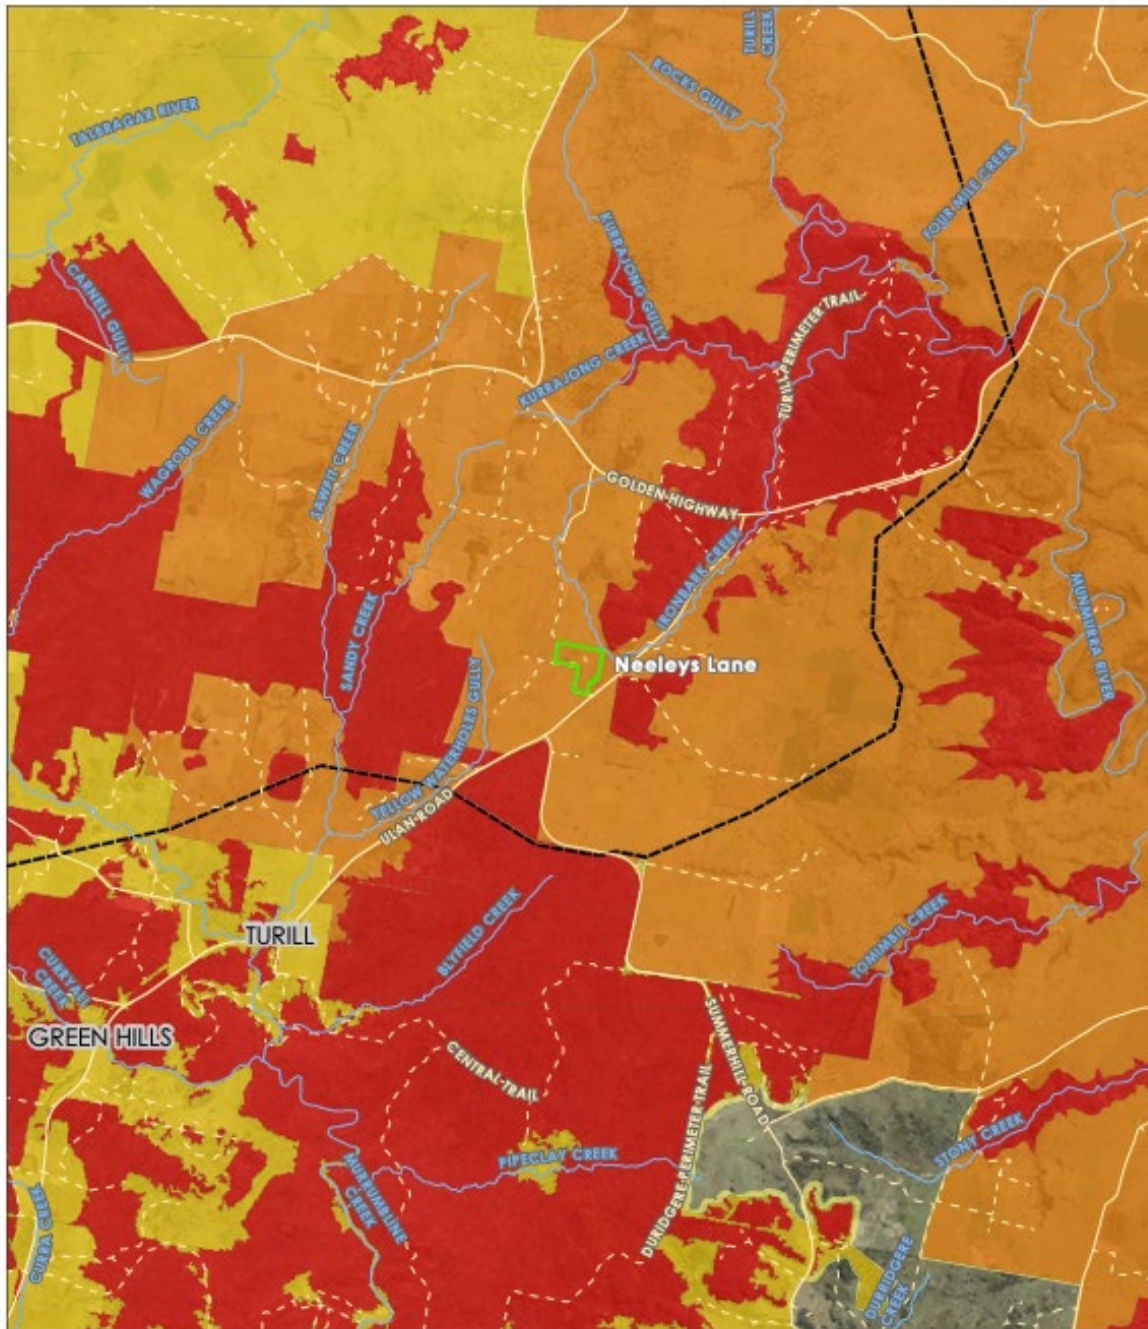 TURILL
CREEK
ROCKS GULLY
TALBRAGAR RIVER
FOUR MILE CREEK
KURRAJONG GULLY
CARNELL GULLY
TURILL PERIMETER TRAIL
KURRAJONG CREEK
WAGROBIL CREEK
SAWPIT CREEK
GOLDEN HIGHWAY
IRONBARK CREEK
MUNMURRA RIVER
SANDY CREEK
Neeleys Lane
YELLOW WATERHOLES GULLY
ULAN ROAD
TURILL
BLYFIELD CREEK
TOMIMBIL CREEK
CURRYALL
CREEK
GREEN HILLS
CENTRAL TRAIL
SUMMERHILL ROAD
DURIDGERE PERIMETER TRAIL
STONY CREEK
PIPECLAY CREEK
MURRUMBLINE
CREEK
CURRA CREEK
DURRIDGERE
CREEK